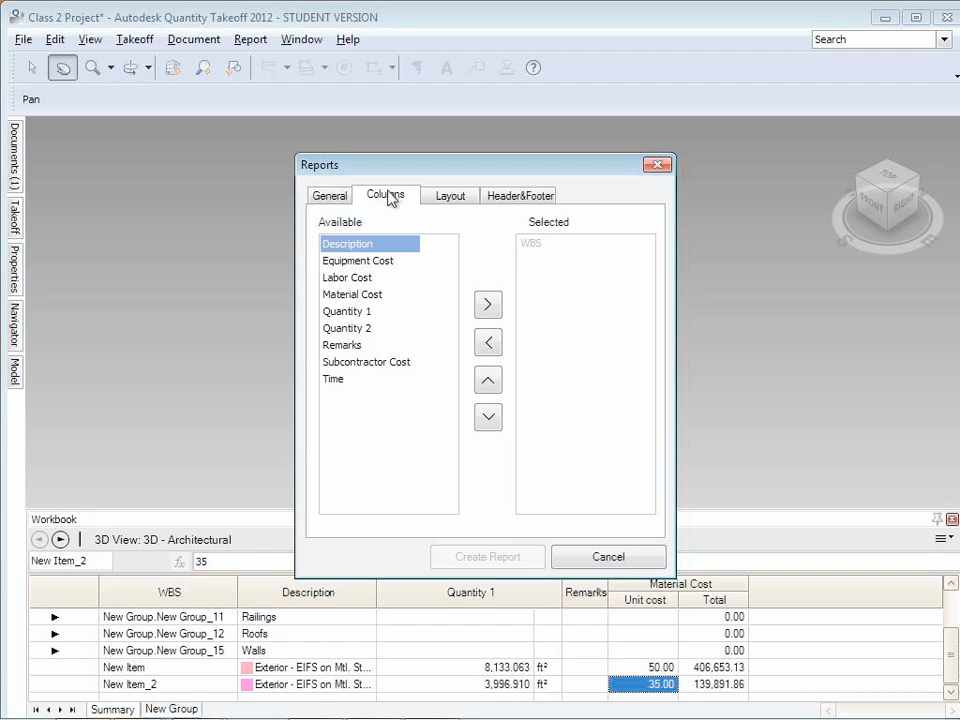 Class 2 Project* - Autodesk Quantity Takeoff 2012 - STUDENT VERSION
File Edit View Takeoff Document Report Window Help
Search
Pan
Documents (1)
Takeoff
Properties
Navigator
Model
TOP
FRONT
RIGHT
Reports
General Columns Layout Header&Footer
Available
Selected
Description
WBS
Equipment Cost
Labor Cost
Material Cost
Quantity 1
Quantity 2
Remarks
Subcontractor Cost
Time
Create Report
Cancel
Workbook
3D View: 3D - Architectural
New Item_2
fx
35
WBS Description Quantity 1 Remarks Material Cost
Unit cost Total
New Group.New Group_11 Railings 0.00
New Group.New Group_12 Roofs 0.00
New Group.New Group_15 Walls 0.00
New Item Exterior - EIFS on Mtl. St... 8,133.063 ft² 50.00 406,653.13
New Item_2 Exterior - EIFS on Mtl. St... 3,996.910 ft² 35.00 139,891.86
Summary New Group